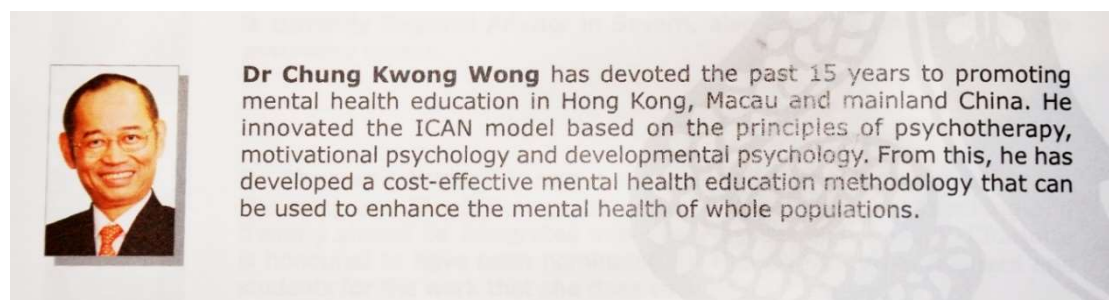 Dr Chung Kwong Wong has devoted the past 15 years to promoting
mental health education in Hong Kong, Macau and mainland China. He
innovated the ICAN model based on the principles of psychotherapy,
motivational psychology and developmental psychology. From this, he has
developed a cost-effective mental health education methodology that can
be used to enhance the mental health of whole populations.